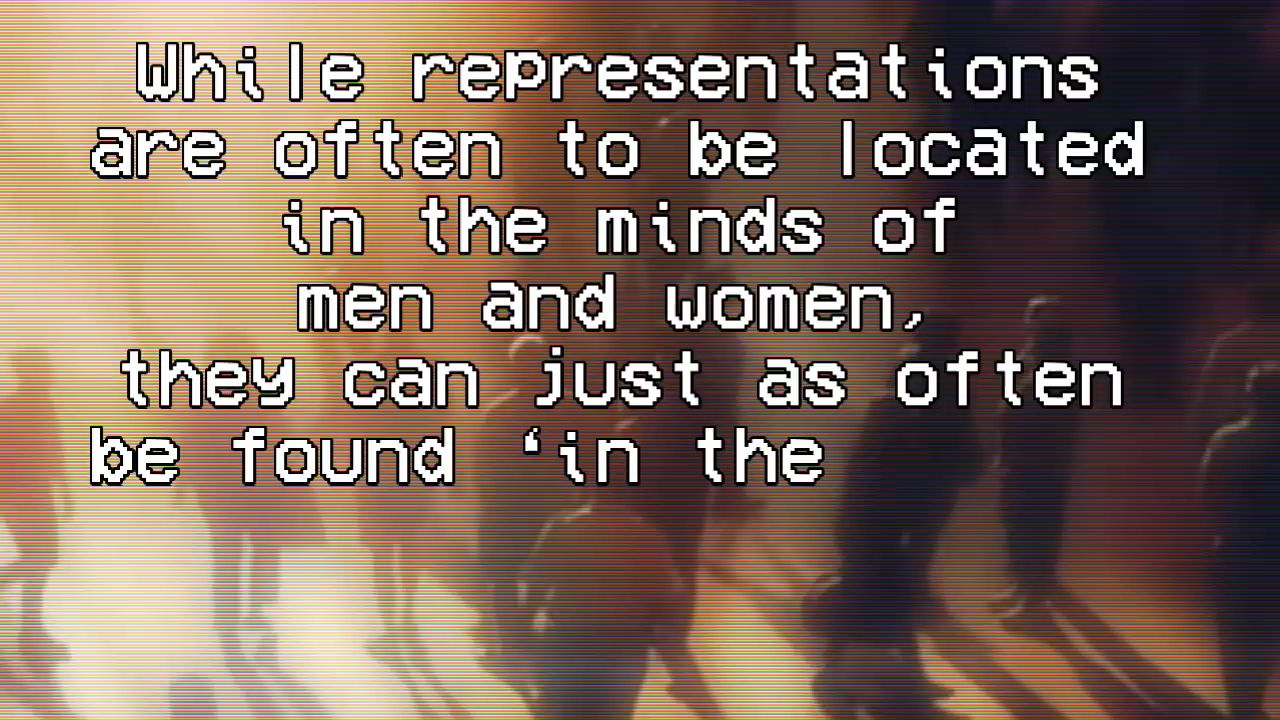 While representations
are often to be located
in the minds of
men and women,
they can just as often
be found ‘in the